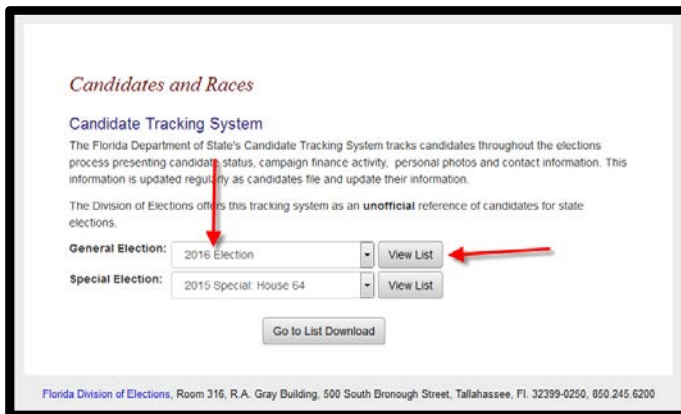 Candidates and Races
Candidate Tracking System
The Florida Department of State's Candidate Tracking System tracks candidates throughout the elections
process presenting candidate status, campaign finance activity, personal photos and contact information. This
information is updated regularly as candidates file and update their information.
The Division of Elections offers this tracking system as an unofficial reference of candidates for state
elections.
General Election: 2016 Election View List
Special Election: 2015 Special: House 64 View List
Go to List Download
Florida Division of Elections, Room 316, R.A. Gray Building, 500 South Bronough Street, Tallahassee, Fl. 32399-0250, 850.245.6200